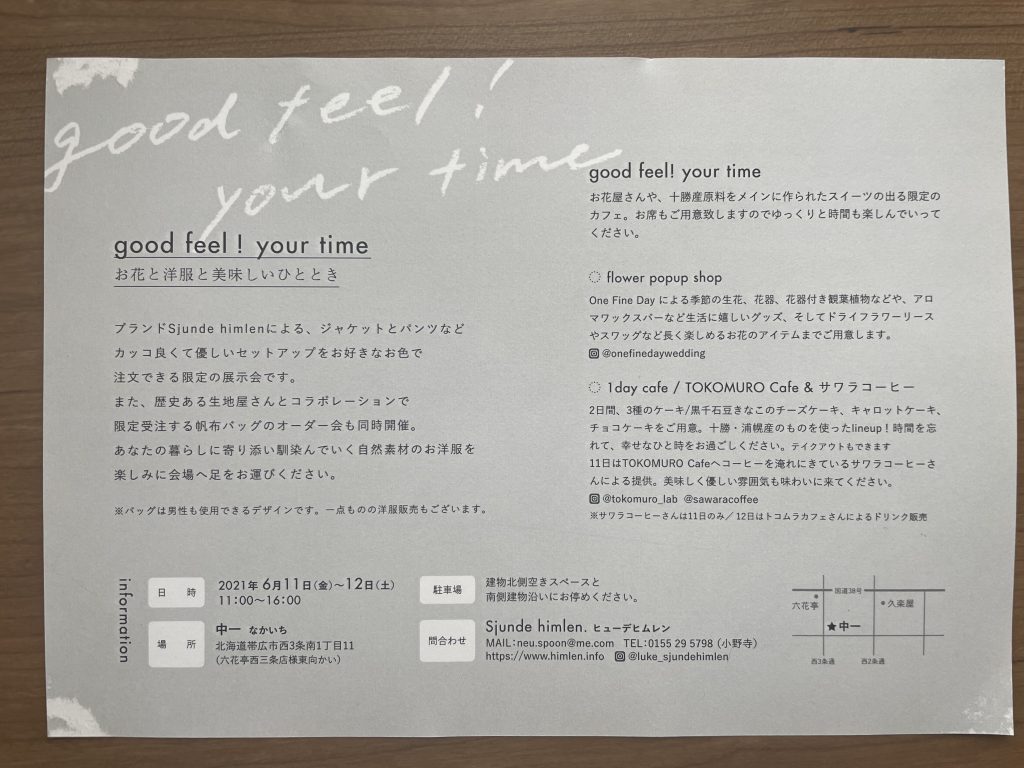 good feel!
your time
good feel ! your time
お花と洋服と美味しいひととき
ブランドSjunde himlenによる、ジャケットとパンツなど
カッコ良くて優しいセットアップをお好きなお色で
注文できる限定の展示会です。
また、歴史ある生地屋さんとコラボレーションで
限定受注する帆布バッグのオーダー会も同時開催。
あなたの暮らしに寄り添い馴染んでいく自然素材のお洋服を
楽しみに会場へ足をお運びください。
※バッグは男性も使用できるデザインです。一点ものの洋服販売もございます。
good feel! your time
お花屋さんや、十勝産原料をメインに作られたスイーツの出る限定の
カフェ。お席もご用意致しますのでゆっくりと時間も楽しんでいって
ください。
flower popup shop
One Fine Day による季節の生花、花器、花器付き観葉植物などや、アロ
マワックスバーなど生活に嬉しいグッズ、そしてドライフラワーリース
やスワッグなど長く楽しめるお花のアイテムまでご用意します。
@onefinedaywedding
1day cafe / TOKOMURO Cafe & サワラコーヒー
2日間、3種のケーキ/黒千石豆きなこのチーズケーキ、キャロットケーキ、
チョコケーキをご用意。十勝・浦幌産のものを使ったlineup！時間を忘
れて、幸せなひと時をお過ごしください。テイクアウトもできます
11日はTOKOMURO Cafeへコーヒーを淹れにきているサワラコーヒーさ
んによる提供。美味しく優しい雰囲気も味わいに来てください。
@tokomuro_lab @sawaracoffee
※サワラコーヒーさんは11日のみ／12日はトコムラカフェさんによるドリンク販売
information
日 時
2021年 6月11日(金)〜12日(土)
11:00〜16:00
場 所
中一 なかいち
北海道帯広市西3条南1丁目11
(六花亭西三条店様東向かい)
駐車場
建物北側空きスペースと
南側建物沿いにお停めください。
問合わせ
Sjunde himlen. ヒューデヒムレン
MAIL:neu.spoon@me.com TEL:0155 29 5798 (小野寺)
https://www.himlen.info @luke_sjundehimlen
国道38号
六花亭
久楽屋
★中一
西3条通
西2条通